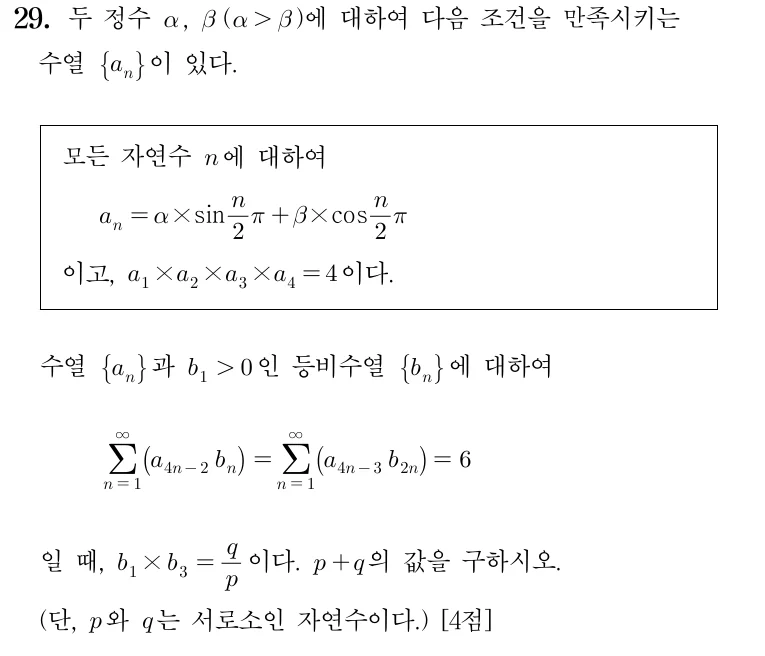 29. 두 정수 α, β(α>β)에 대하여 다음 조건을 만족시키는
수열 {aₙ}이 있다.
모든 자연수 n에 대하여
aₙ = α×sin(n/2)π + β×cos(n/2)π
이고, a₁×a₂×a₃×a₄ = 4이다.
수열 {aₙ}과 b₁ > 0인 등비수열 {bₙ}에 대하여
∑_{n=1}^{∞} (a_{4n-2} bₙ) = ∑_{n=1}^{∞} (a_{4n-3} b_{2n}) = 6
일 때, b₁×b₃ = q/p 이다. p+q의 값을 구하시오.
(단, p와 q는 서로소인 자연수이다.) [4점]